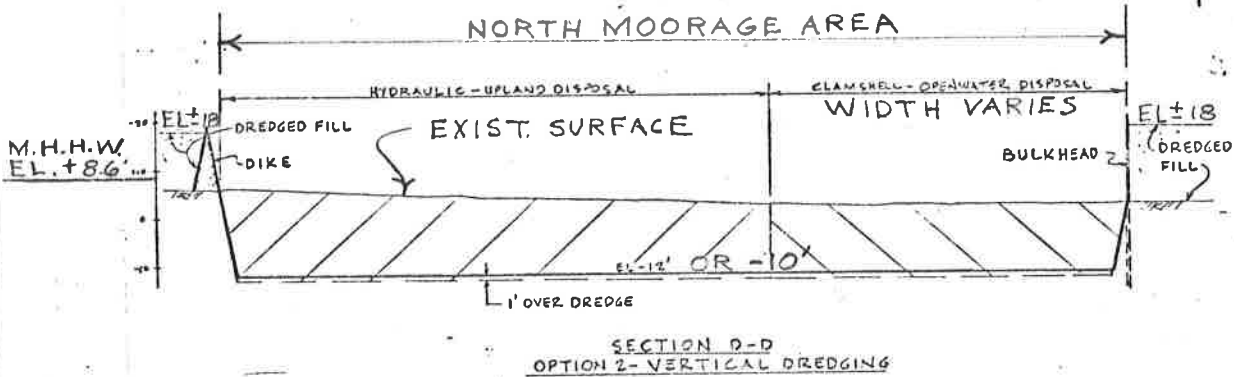 NORTH MOORAGE AREA
HYDRAULIC - UPLAND DISPOSAL
CLAMSHELL - OPENWATER DISPOSAL
WIDTH VARIES
EL ± 18
DREDGED FILL
EXIST. SURFACE
EL ± 18
M.H.H.W.
EL. +8.6'
DIKE
BULKHEAD
DREDGED
FILL
0
EL -12' OR -10'
1' OVER DREDGE
SECTION D-D
OPTION 2 - VERTICAL DREDGING